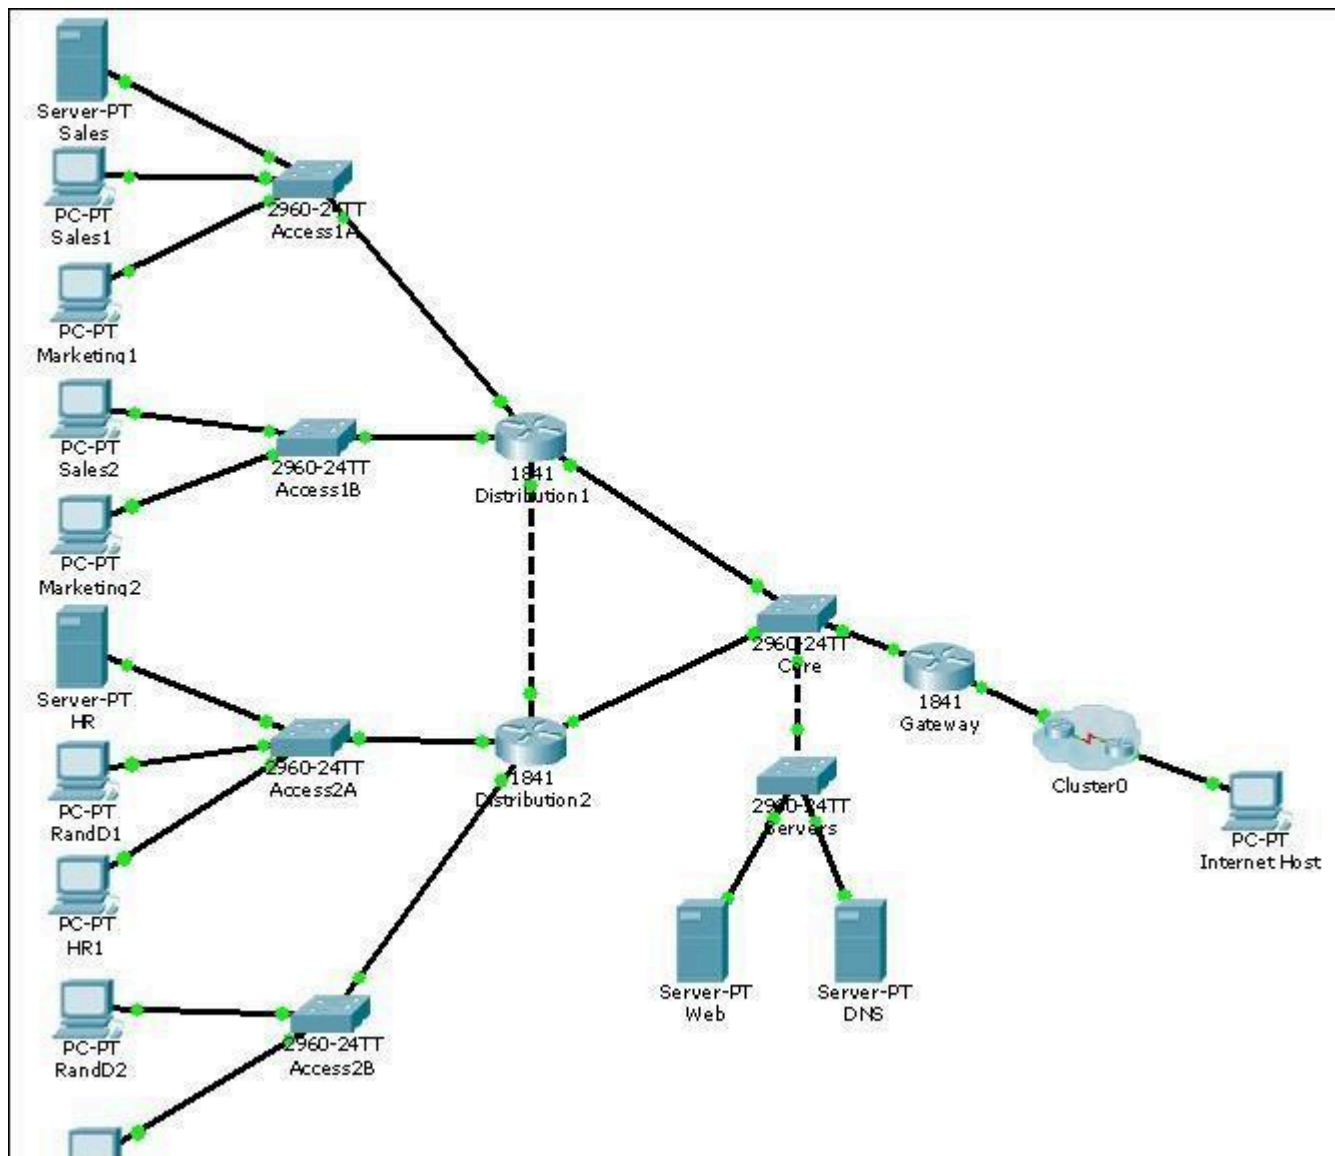 Server-PT
Sales
PC-PT
Sales1
2960-24TT
Access1A
PC-PT
Marketing1
PC-PT
Sales2
2960-24TT
Access1B
1841
Distribution1
PC-PT
Marketing2
Server-PT
HR
2960-24TT
Access2A
1841
Distribution2
PC-PT
RandD1
PC-PT
HR1
2960-24TT
Core
1841
Gateway
Cluster0
2960-24TT
Servers
PC-PT
Internet Host
Server-PT
Web
Server-PT
DNS
PC-PT
RandD2
2960-24TT
Access2B